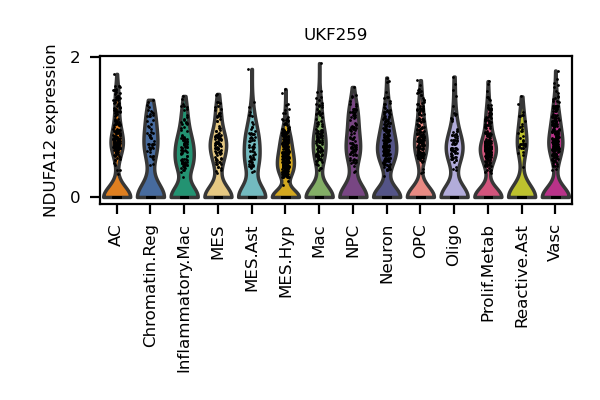 UKF259
NDUFA12 expression
2
0
AC
Chromatin.Reg
Inflammatory.Mac
MES
MES.Ast
MES.Hyp
Mac
NPC
Neuron
OPC
Oligo
Prolif.Metab
Reactive.Ast
Vasc